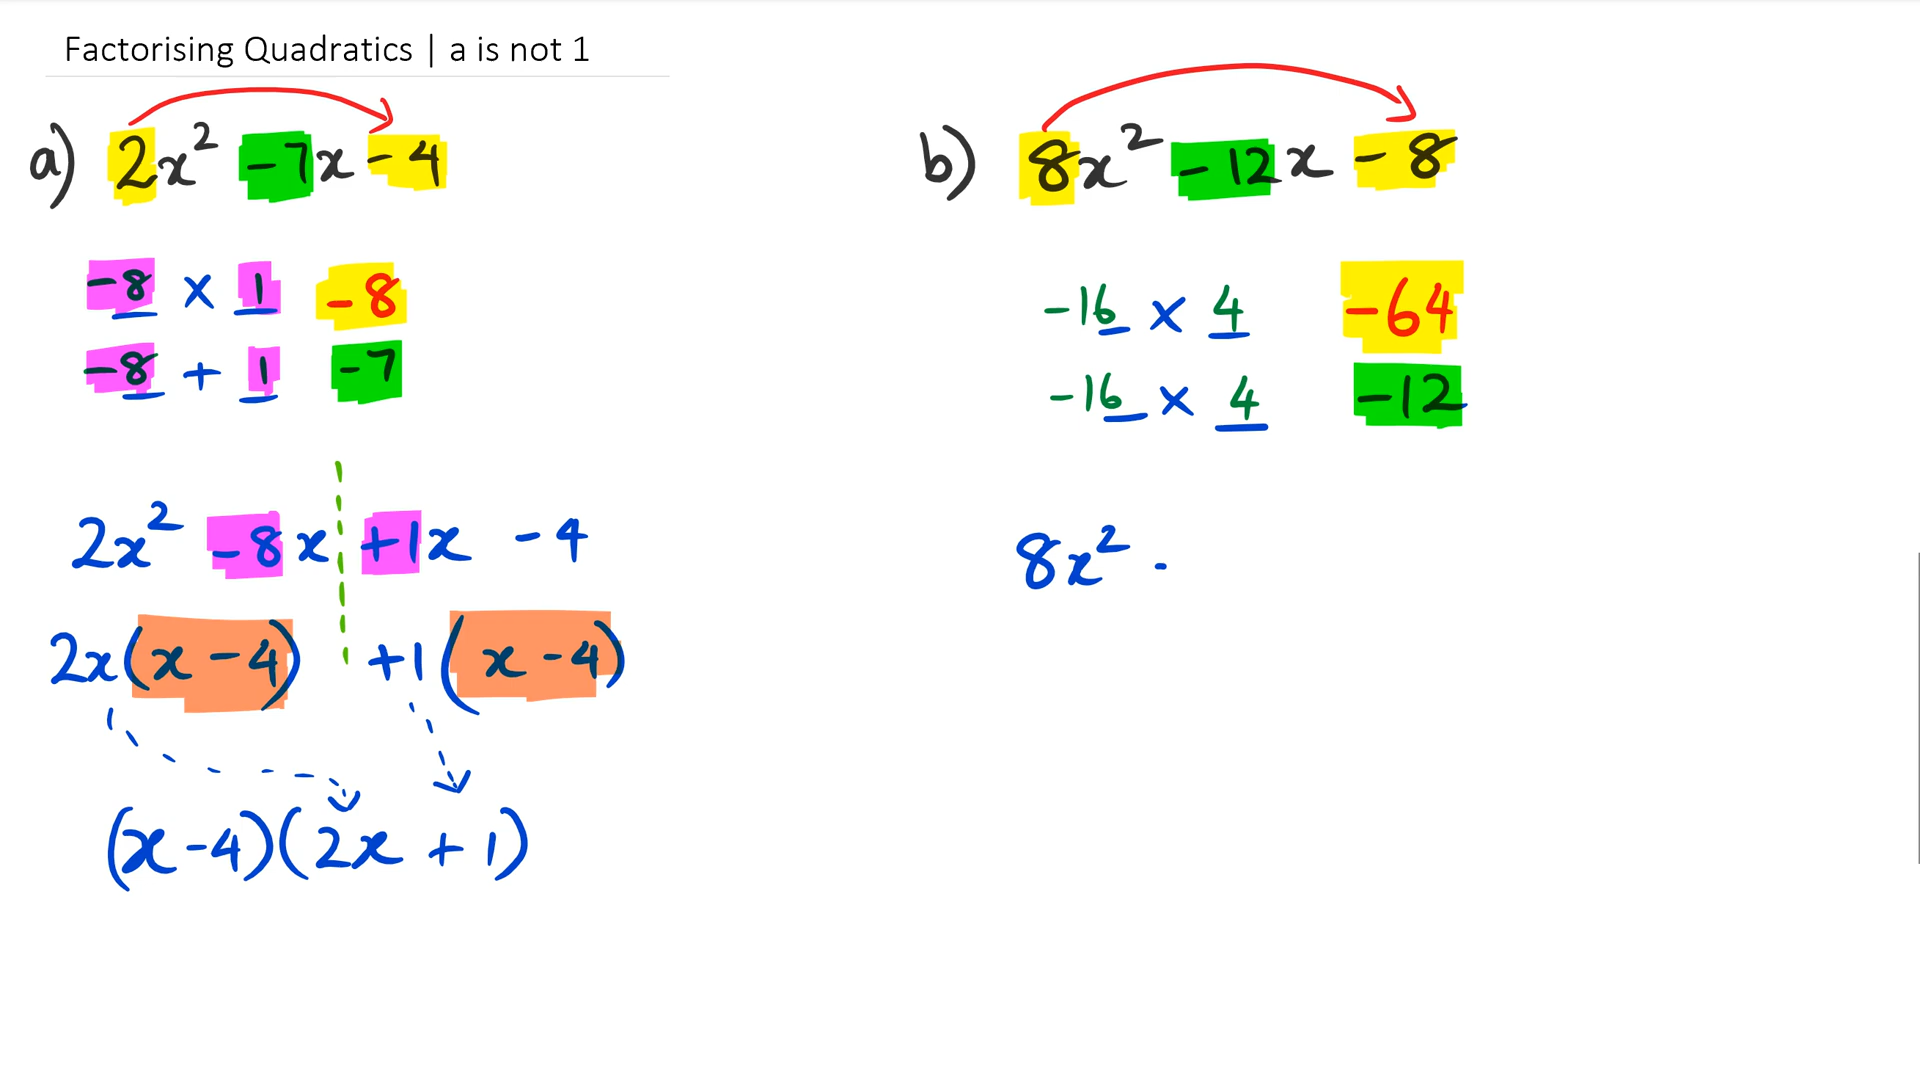 Factorising Quadratics | a is not 1
a) 2x² -7x - 4
-8 x 1 -8
-8 + 1 -7
2x² -8x +1x -4
2x(x-4) +1(x-4)
(x-4)(2x + 1)
b) 8x² -12x - 8
-16 x 4 -64
-16 x 4 -12
8x² -